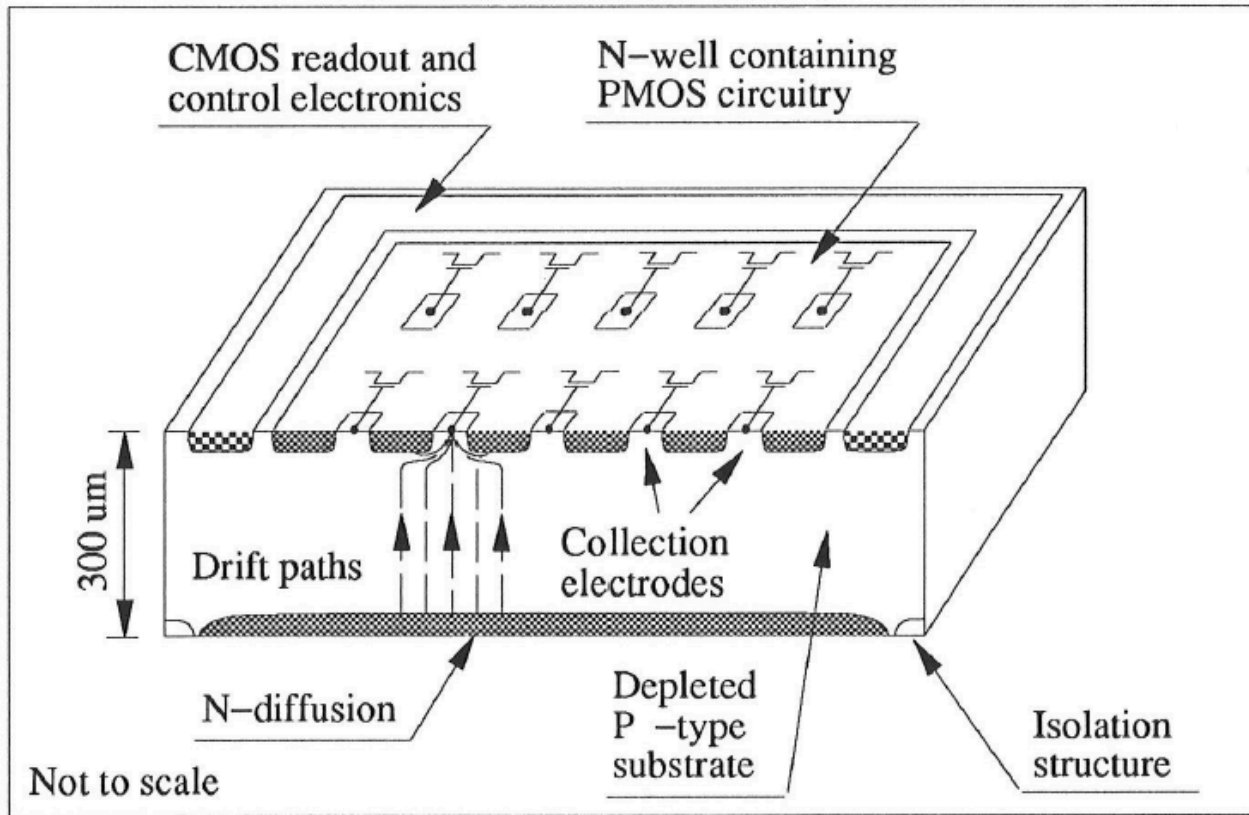 CMOS readout and
control electronics
N−well containing
PMOS circuitry
300 um
Drift paths
Collection
electrodes
N−diffusion
Depleted
P −type
substrate
Isolation
structure
Not to scale